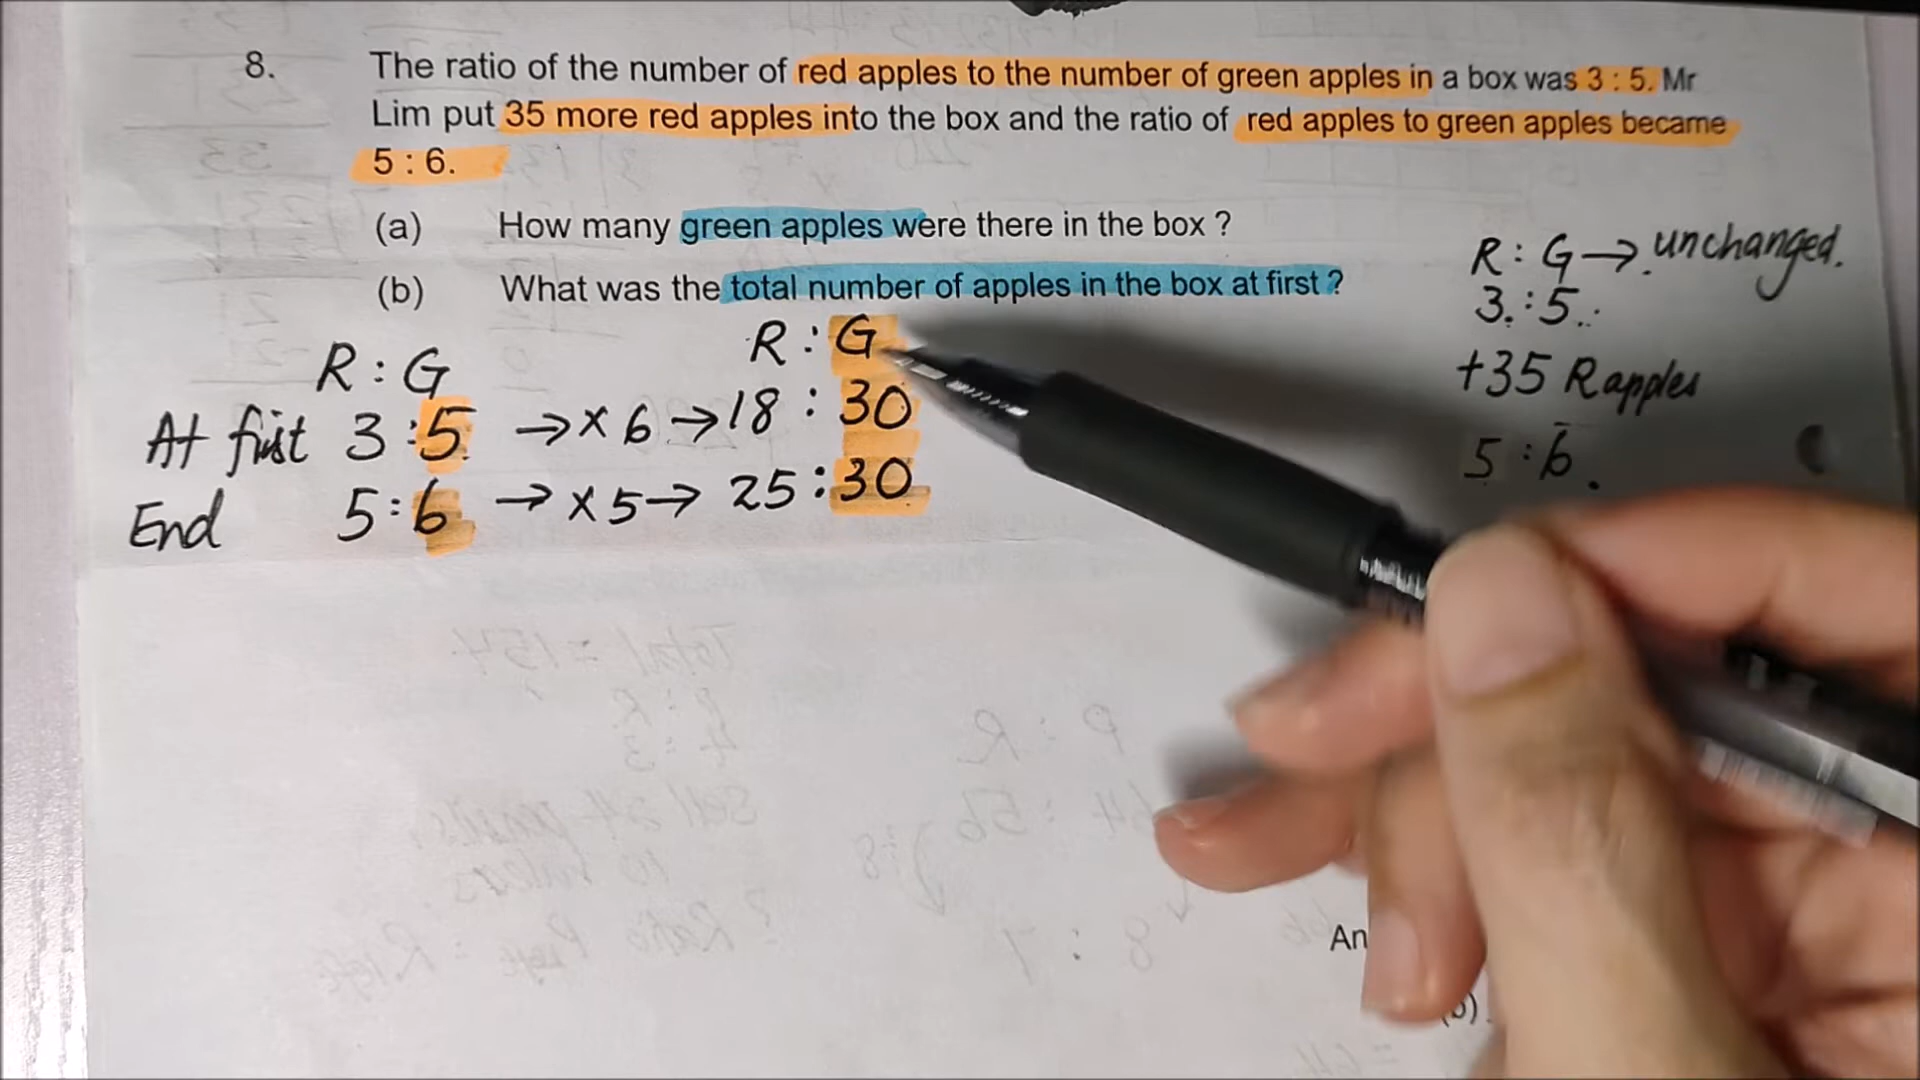 8. The ratio of the number of red apples to the number of green apples in a box was 3 : 5. Mr
Lim put 35 more red apples into the box and the ratio of red apples to green apples became
5 : 6.
(a) How many green apples were there in the box ?
(b) What was the total number of apples in the box at first ?
R : G → unchanged.
3 : 5
+35 R apples
5 : 6
R : G
At first 3 : 5 → × 6 →
End 5 : 6 → × 5 →
R : G
18 : 30
25 : 30
An
(b)